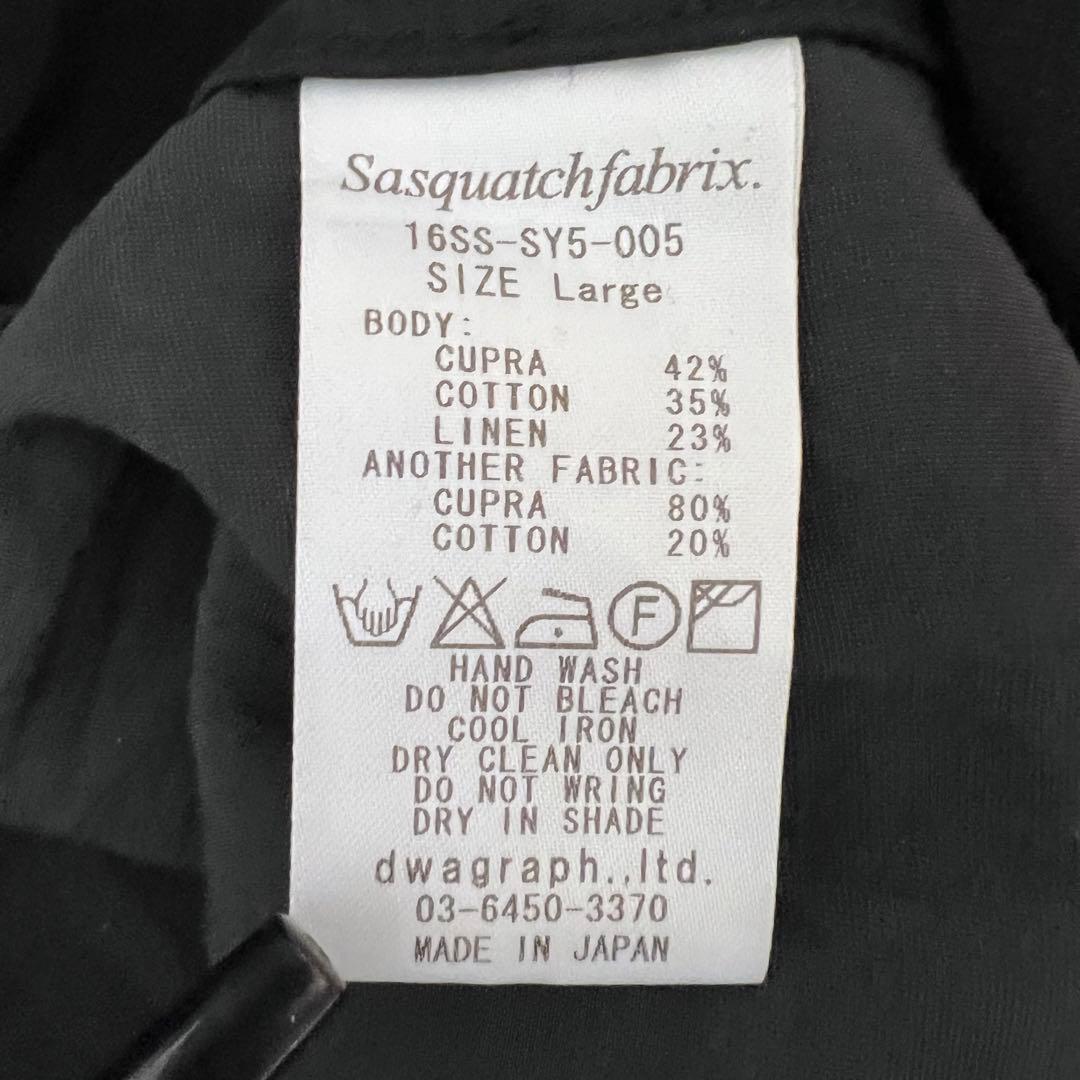 Sasquatchfabrix.
16SS-SY5-005
SIZE Large
BODY:
CUPRA 42%
COTTON 35%
LINEN 23%
ANOTHER FABRIC:
CUPRA 80%
COTTON 20%
F
HAND WASH
DO NOT BLEACH
COOL IRON
DRY CLEAN ONLY
DO NOT WRING
DRY IN SHADE
dwagraph.,ltd.
03-6450-3370
MADE IN JAPAN